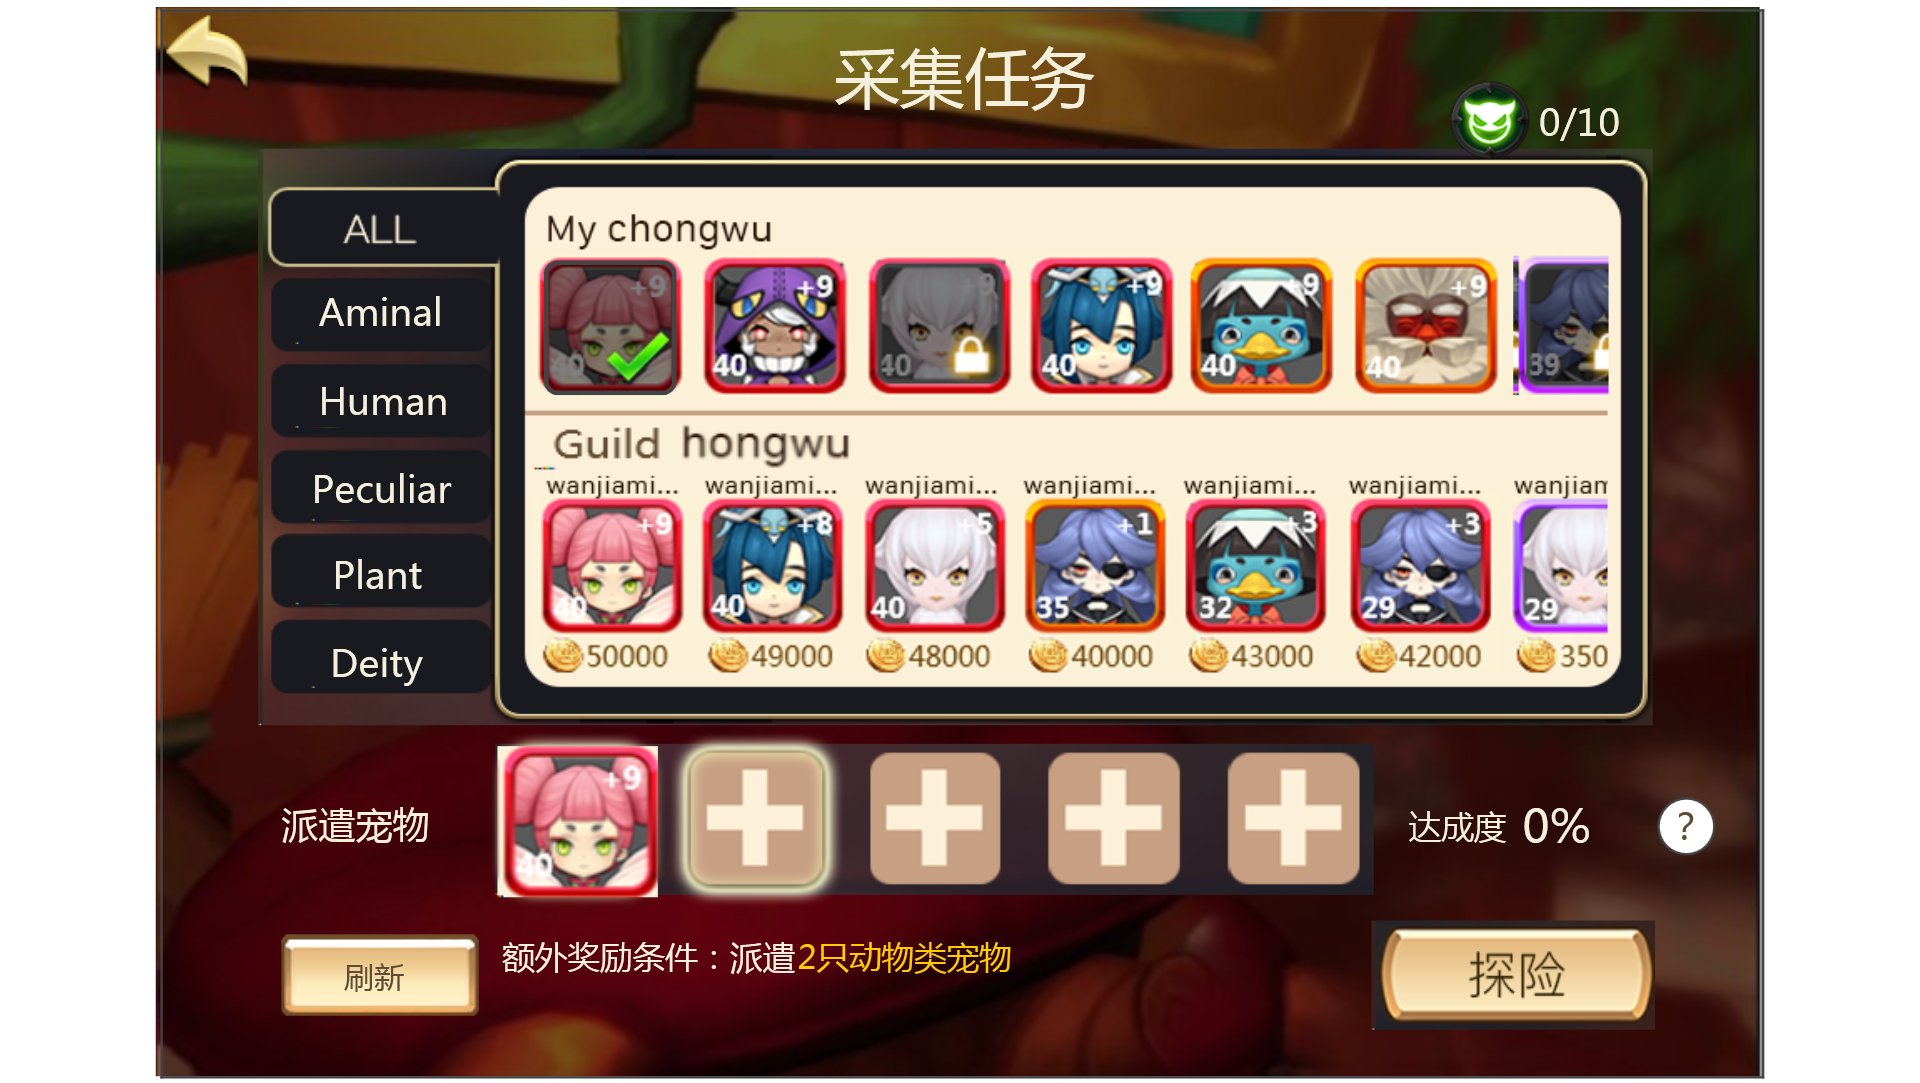 采集任务
0/10
ALL
Aminal
Human
Peculiar
Plant
Deity
My chongwu
+9 +9 +9 +9 +9
40 40 40 40 40 40 39
Guild hongwu
wanjiami... wanjiami... wanjiami... wanjiami... wanjiami... wanjiami... wanjiam
+9 +8 +5 +1 +3 +3
40 40 40 35 32 29 29
50000 49000 48000 40000 43000 42000 350
派遣宠物
+9
40
达成度 0%
?
刷新
额外奖励条件：派遣2只动物类宠物
探险